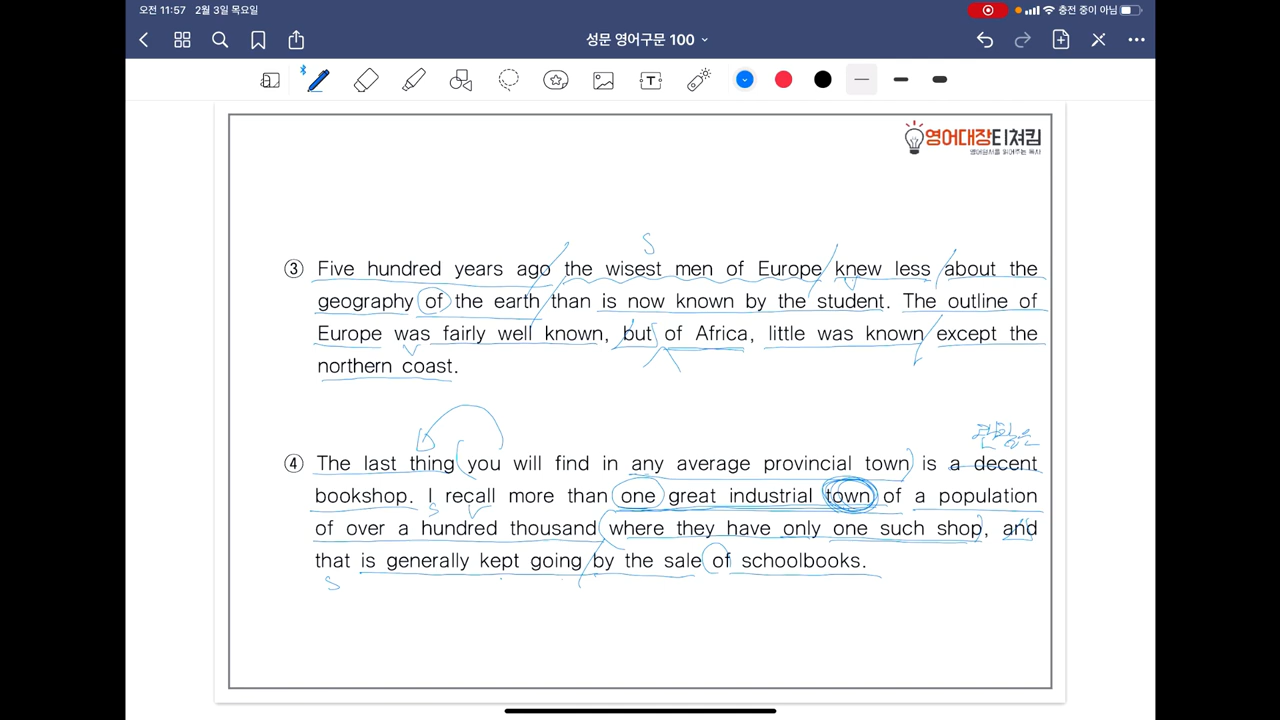 오전 11:57 2월 3일 목요일
충전 중이 아님
성문 영어구문 100
영어대장티쳐킴
S
③ Five hundred years ago the wisest men of Europe knew less about the
geography of the earth than is now known by the student. The outline of
Europe was fairly well known, but of Africa, little was known except the
northern coast.
괜찮은
④ The last thing you will find in any average provincial town is a decent
bookshop. I recall more than one great industrial town of a population
S
of over a hundred thousand where they have only one such shop, and
that is generally kept going by the sale of schoolbooks.
S